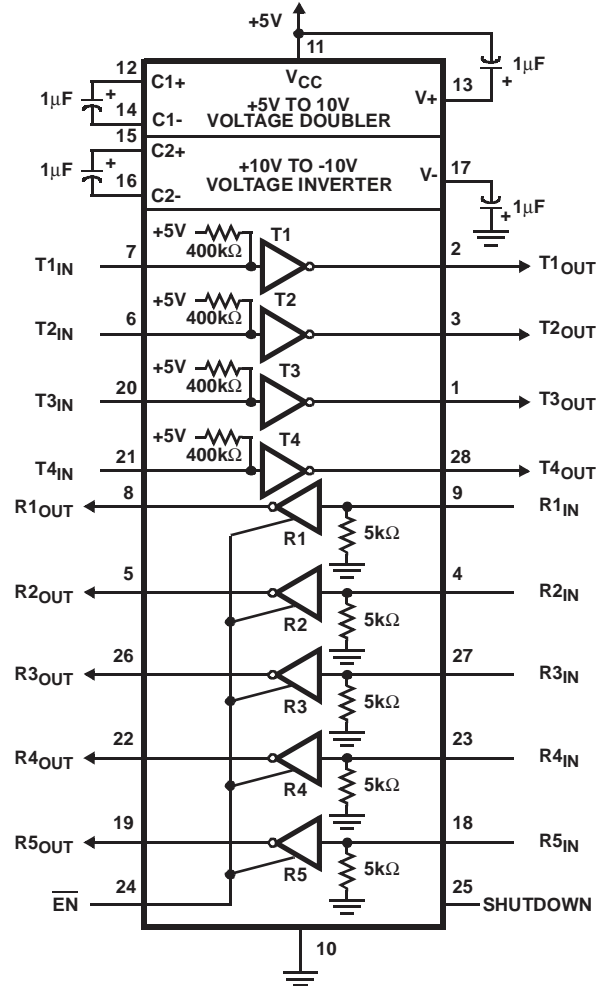 +5V
11
12
C1+
VCC
1μF
+
1μF
+
+5V TO 10V
VOLTAGE DOUBLER
V+
13
14
C1-
15
C2+
1μF
+
+10V TO -10V
VOLTAGE INVERTER
V-
17
16
C2-
1μF
+
+5V
400kΩ
T1
T1IN
7
2
T1OUT
+5V
400kΩ
T2
T2IN
6
3
T2OUT
+5V
400kΩ
T3
T3IN
20
1
T3OUT
+5V
400kΩ
T4
T4IN
21
28
T4OUT
R1OUT
8
9
R1IN
R1
5kΩ
R2OUT
5
4
R2IN
R2
5kΩ
R3OUT
26
27
R3IN
R3
5kΩ
R4OUT
22
23
R4IN
R4
5kΩ
R5OUT
19
18
R5IN
R5
5kΩ
EN
24
25
SHUTDOWN
10